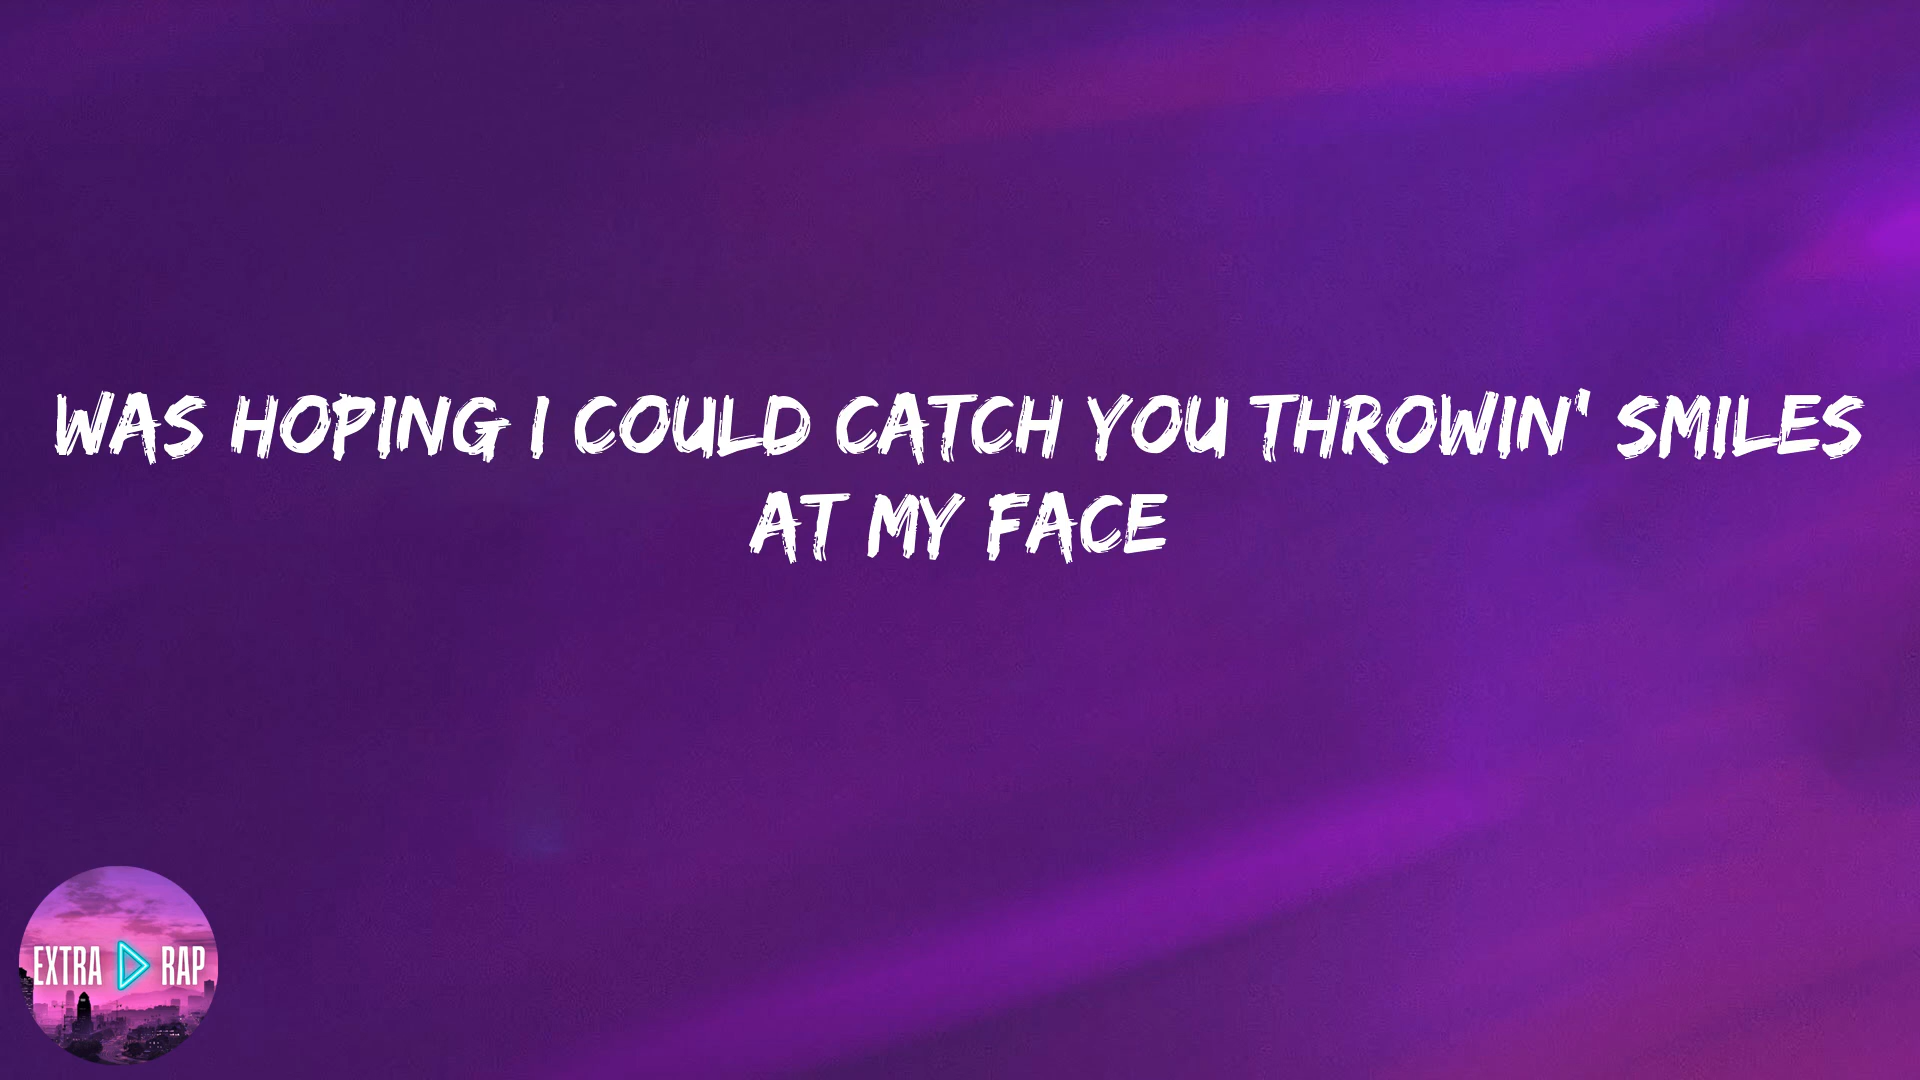 WAS HOPING I COULD CATCH YOU THROWIN' SMILES
AT MY FACE
EXTRA RAP